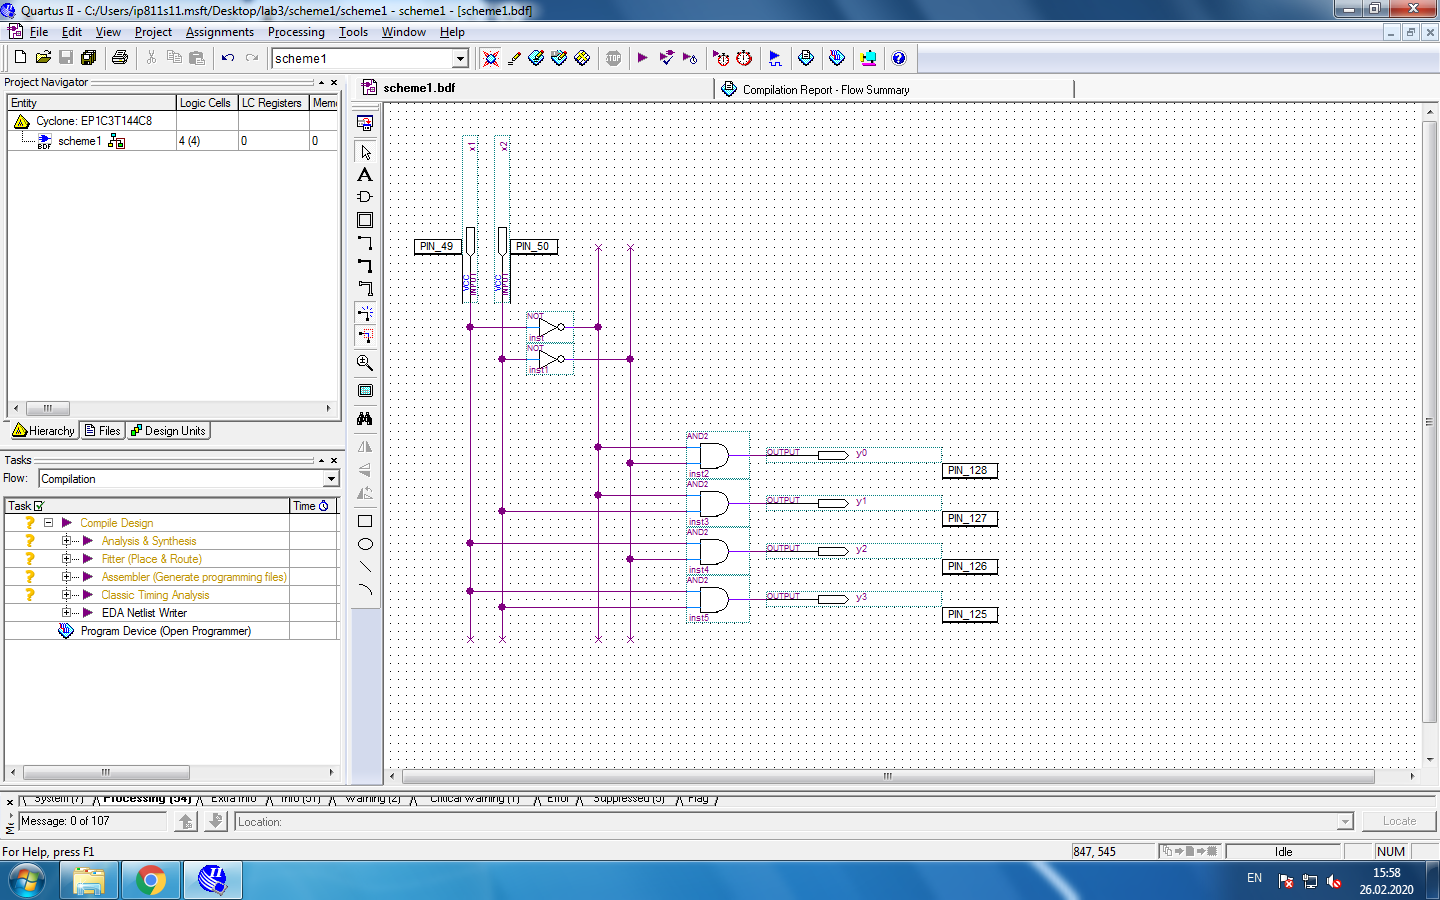 Quartus II - C:/Users/ip811s11.msft/Desktop/lab3/scheme1/scheme1 - scheme1 - [scheme1.bdf]
File Edit View Project Assignments Processing Tools Window Help
scheme1
STOP
Project Navigator
Entity Logic Cells LC Registers Mem
Cyclone: EP1C3T144C8
BDF scheme1 4 (4) 0 0
Hierarchy Files Design Units
Tasks
Flow: Compilation
Task Time
Compile Design
Analysis & Synthesis
Fitter (Place & Route)
Assembler (Generate programming files)
Classic Timing Analysis
EDA Netlist Writer
Program Device (Open Programmer)
scheme1.bdf
Compilation Report - Flow Summary
x1
x2
PIN_49
PIN_50
VCC
INPUT
VCC
INPUT
NOT
inst
NOT
inst1
AND2
inst2
OUTPUT y0
PIN_128
AND2
inst3
OUTPUT y1
PIN_127
AND2
inst4
OUTPUT y2
PIN_126
AND2
inst5
OUTPUT y3
PIN_125
System (7) Processing (54) Extra Info Info (51) Warning (2) Critical Warning (1) Error Suppressed (5) Flag
Message: 0 of 107
Location:
Locate
For Help, press F1
847, 545
Idle
NUM
EN
15:58
26.02.2020